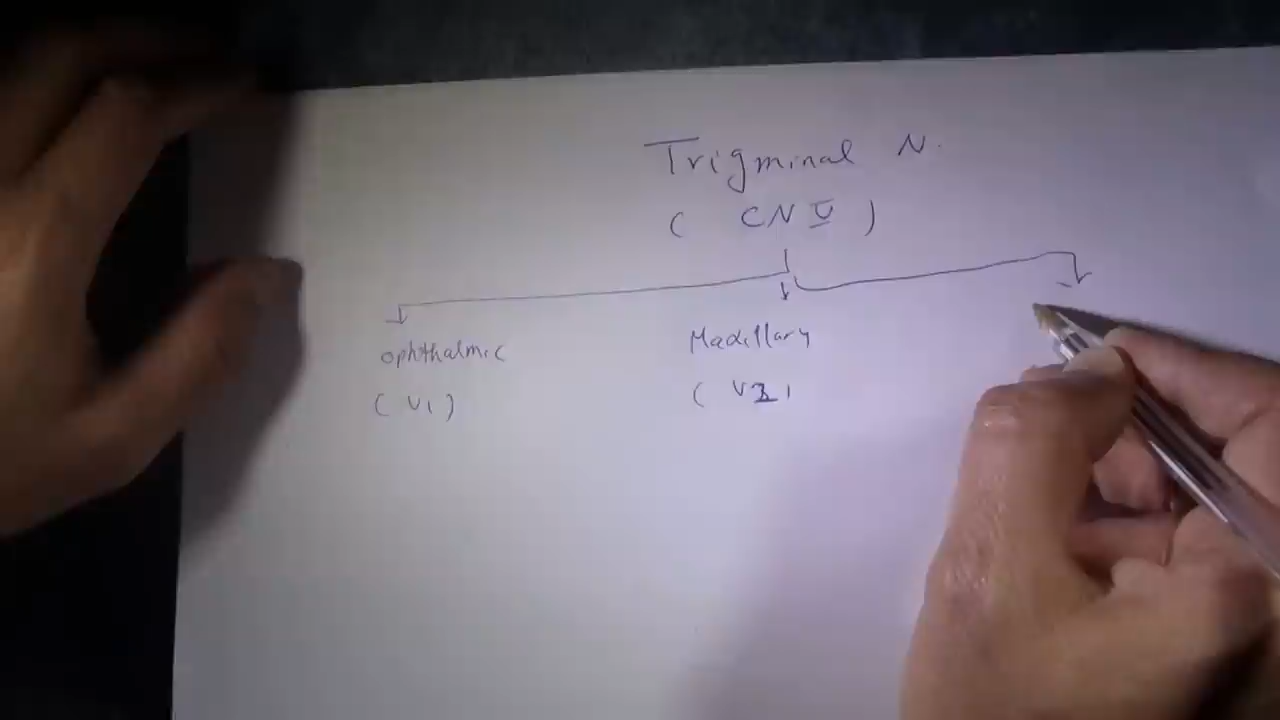 Trigminal N.
( CN V )
ophthalmic
Maxillary
( V1 )
( V2 )